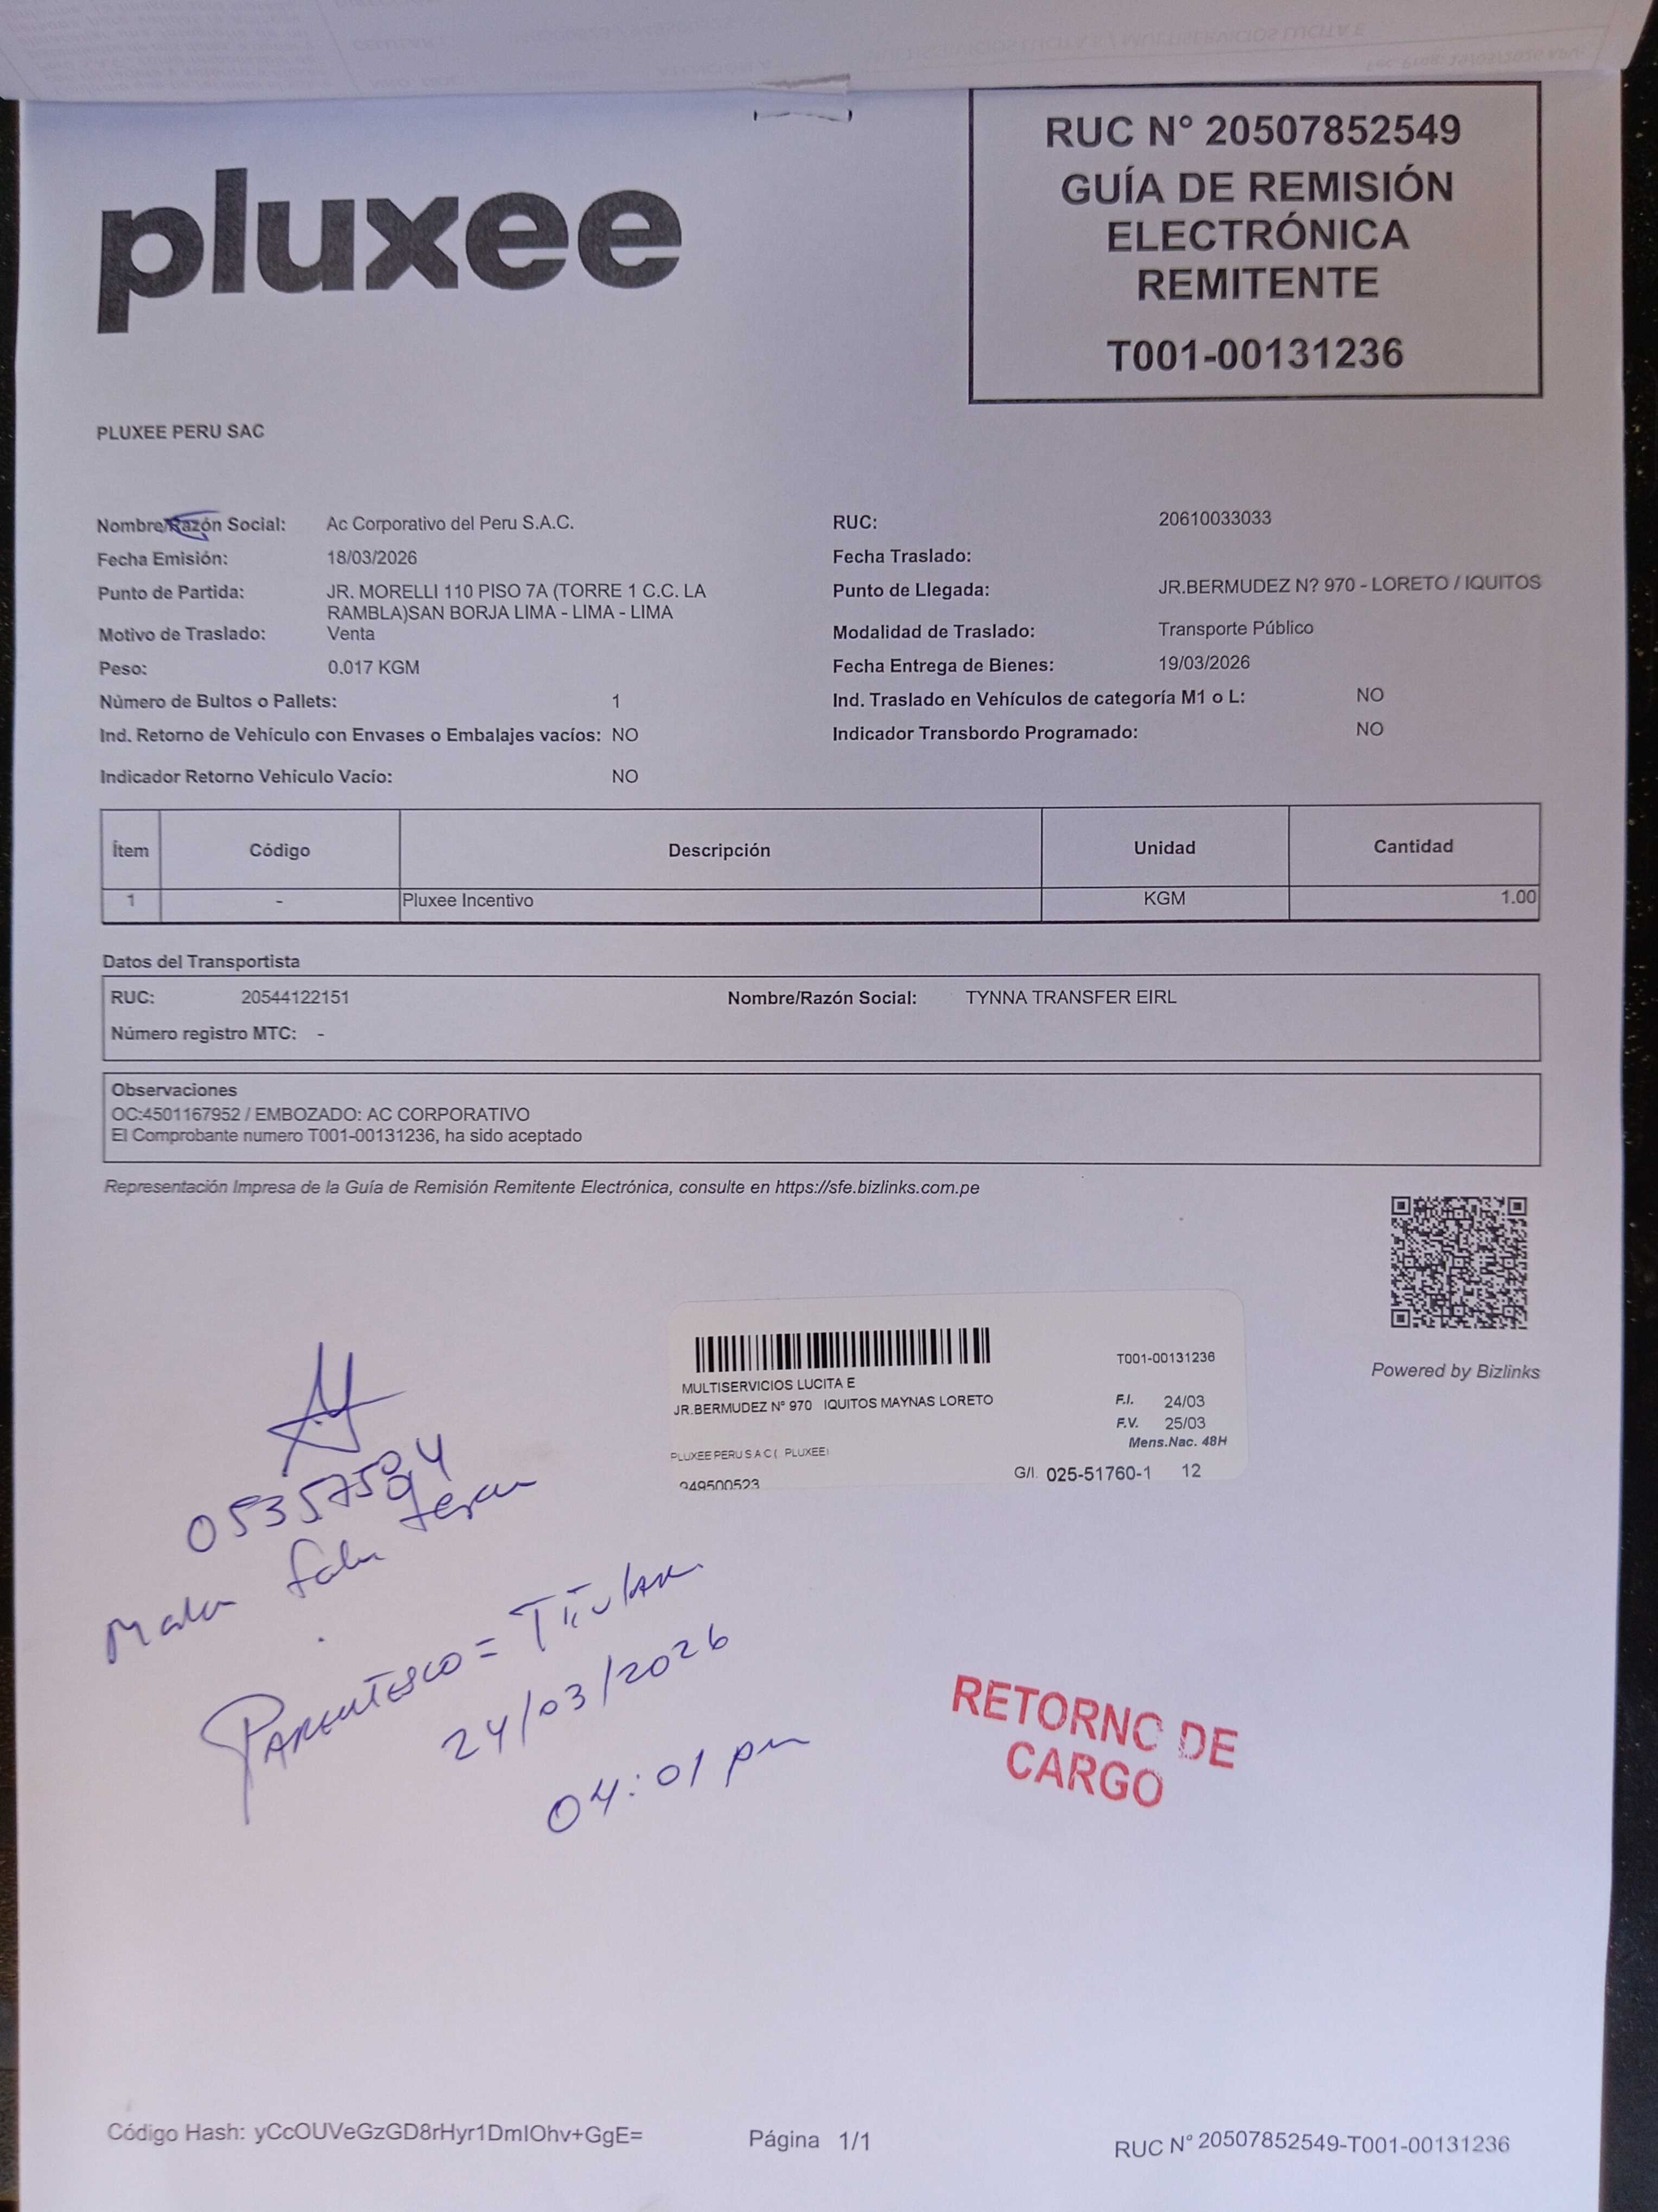 RUC N° 20507852549
GUÍA DE REMISIÓN
ELECTRÓNICA
REMITENTE
T001-00131236
pluxee
PLUXEE PERU SAC
Nombre/Razón Social: Ac Corporativo del Peru S.A.C.
RUC: 20610033033
Fecha Emisión: 18/03/2026
Fecha Traslado:
Punto de Partida: JR. MORELLI 110 PISO 7A (TORRE 1 C.C. LA
RAMBLA)SAN BORJA LIMA - LIMA - LIMA
Punto de Llegada: JR.BERMUDEZ N? 970 - LORETO / IQUITOS
Motivo de Traslado: Venta
Modalidad de Traslado: Transporte Público
Peso: 0.017 KGM
Fecha Entrega de Bienes: 19/03/2026
Número de Bultos o Pallets: 1
Ind. Traslado en Vehículos de categoría M1 o L: NO
Ind. Retorno de Vehículo con Envases o Embalajes vacíos: NO
Indicador Transbordo Programado: NO
Indicador Retorno Vehículo Vacio: NO
Ítem Código Descripción Unidad Cantidad
1 - Pluxee Incentivo KGM 1.00
Datos del Transportista
RUC: 20544122151 Nombre/Razón Social: TYNNA TRANSFER EIRL
Número registro MTC: -
Observaciones
OC:4501167952 / EMBOZADO: AC CORPORATIVO
El Comprobante numero T001-00131236, ha sido aceptado
Representación Impresa de la Guía de Remisión Remitente Electrónica, consulte en https://sfe.bizlinks.com.pe
Powered by Bizlinks
T001-00131236
MULTISERVICIOS LUCITA E
JR.BERMUDEZ N° 970 IQUITOS MAYNAS LORETO
F.I. 24/03
F.V. 25/03
Mens.Nac. 48H
PLUXEE PERU S A C ( PLUXEE)
949500523
G/I. 025-51760-1 12
PARENTESCO = Titular
24/03/2026
04:01 pm
RETORNO DE
CARGO
Código Hash: yCcOUVeGzGD8rHyr1DmIOhv+GgE=
Página 1/1
RUC N° 20507852549-T001-00131236